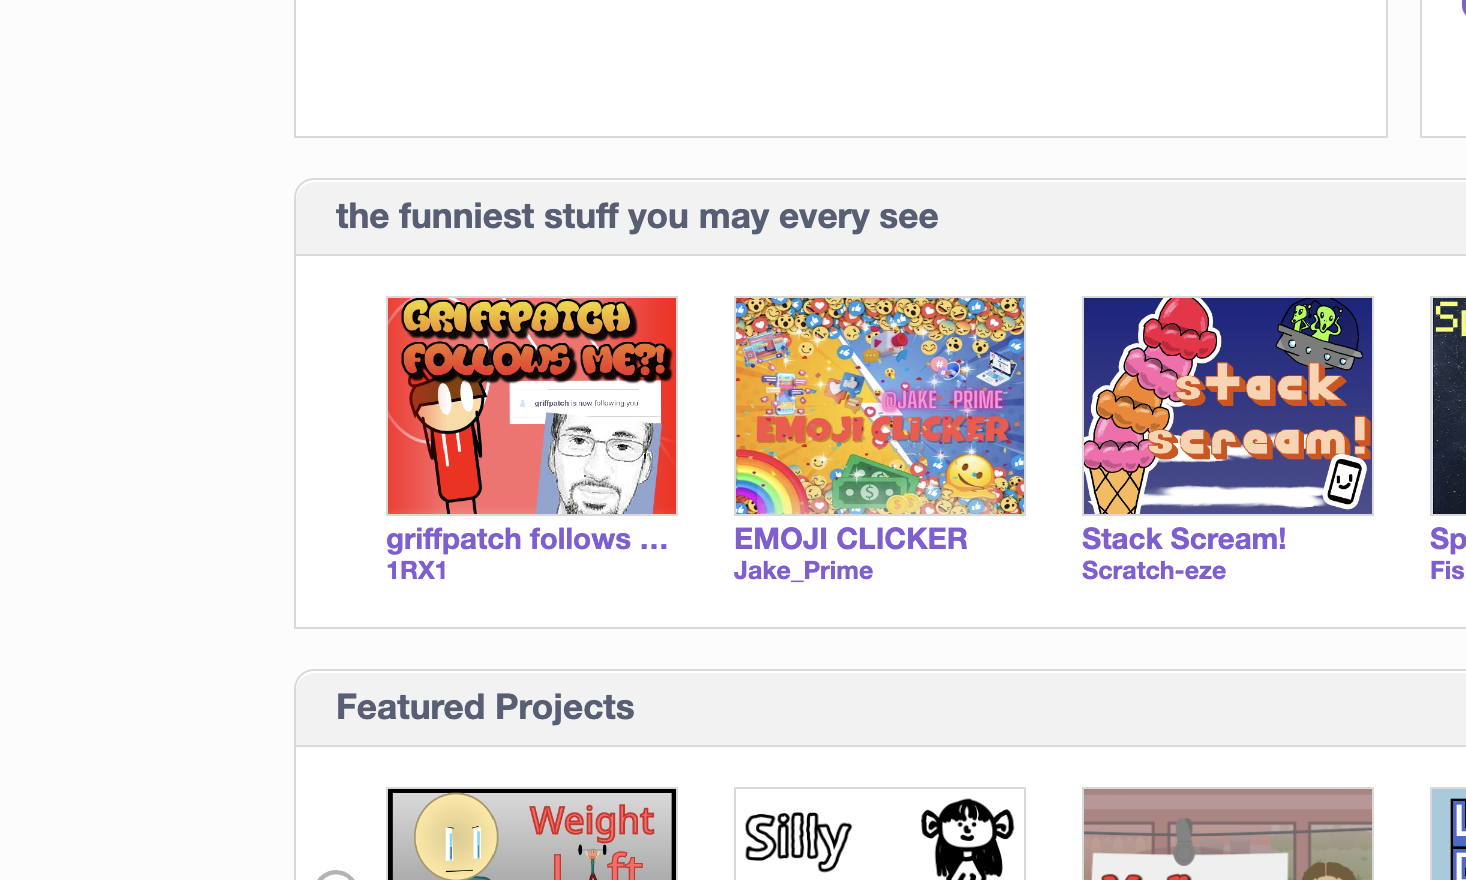 the funniest stuff you may every see
GRIFFPATCH
FOLLOWS ME?!
griffpatch is now following you
@JAKE_PRIME
EMOJI CLICKER
stack
scream!
griffpatch follows ...
1RX1
EMOJI CLICKER
Jake_Prime
Stack Scream!
Scratch-eze
Sp
Fis
Featured Projects
Weight
Silly